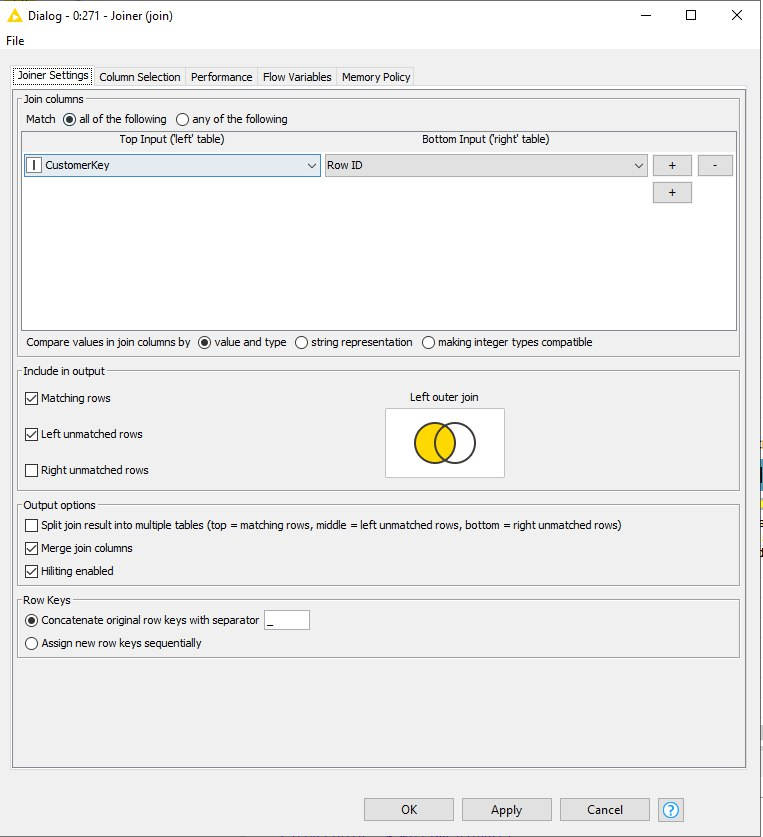 Dialog - 0:271 - Joiner (join)
File
Joiner Settings Column Selection Performance Flow Variables Memory Policy
Join columns
Match all of the following any of the following
Top Input ('left' table) Bottom Input ('right' table)
I CustomerKey Row ID + -
+
Compare values in join columns by value and type string representation making integer types compatible
Include in output
Matching rows Left outer join
Left unmatched rows
Right unmatched rows
Output options
Split join result into multiple tables (top = matching rows, middle = left unmatched rows, bottom = right unmatched rows)
Merge join columns
Hiliting enabled
Row Keys
Concatenate original row keys with separator _
Assign new row keys sequentially
OK Apply Cancel ?